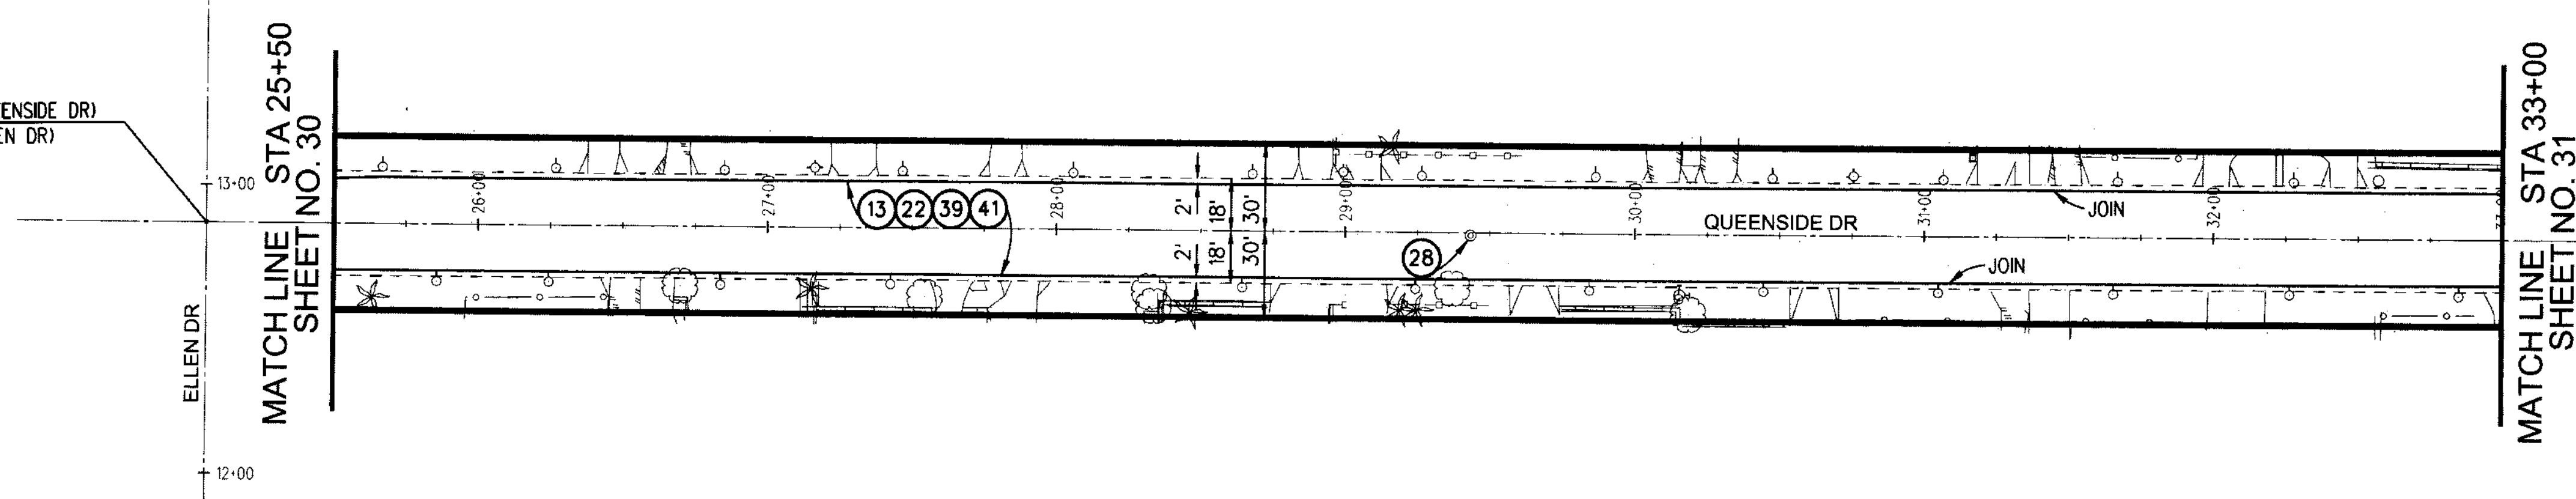 ENSIDE DR)
EN DR)
13+00
12+00
ELLEN DR
MATCH LINE STA 25+50
SHEET NO. 30
26+00
27+00
28+00
29+00
30+00
31+00
32+00
13 22 39 41
2'
18'
30'
2'
18'
30'
28
QUEENSIDE DR
JOIN
JOIN
MATCH LINE STA 33+00
SHEET NO. 31